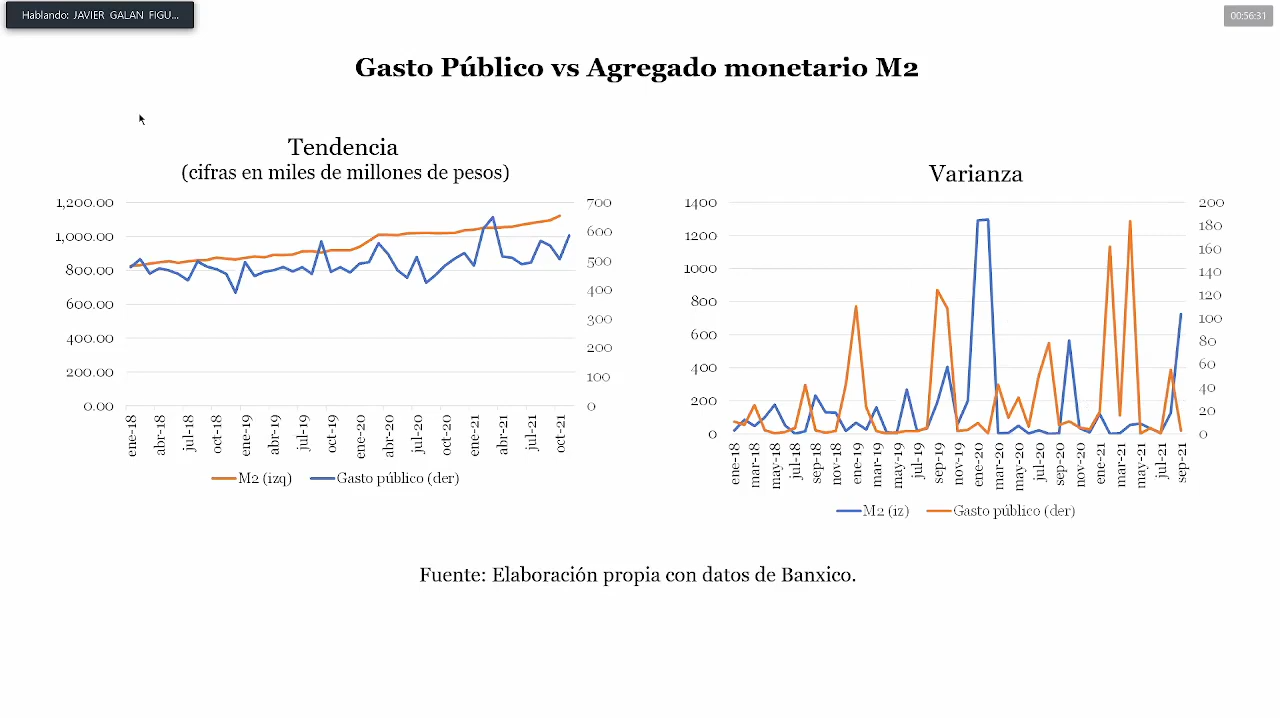 Hablando: JAVIER GALAN FIGU...
00:56:31
Gasto Público vs Agregado monetario M2
Tendencia
(cifras en miles de millones de pesos)
1,200.00
1,000.00
800.00
600.00
400.00
200.00
0.00
700
600
500
400
300
200
100
0
ene-18
abr-18
jul-18
oct-18
ene-19
abr-19
jul-19
oct-19
ene-20
abr-20
jul-20
oct-20
ene-21
abr-21
jul-21
oct-21
M2 (izq)
Gasto público (der)
Varianza
1400
1200
1000
800
600
400
200
0
200
180
160
140
120
100
80
60
40
20
0
ene-18
mar-18
may-18
jul-18
sep-18
nov-18
ene-19
mar-19
may-19
jul-19
sep-19
nov-19
ene-20
mar-20
may-20
jul-20
sep-20
nov-20
ene-21
mar-21
may-21
jul-21
sep-21
M2 (iz)
Gasto público (der)
Fuente: Elaboración propia con datos de Banxico.